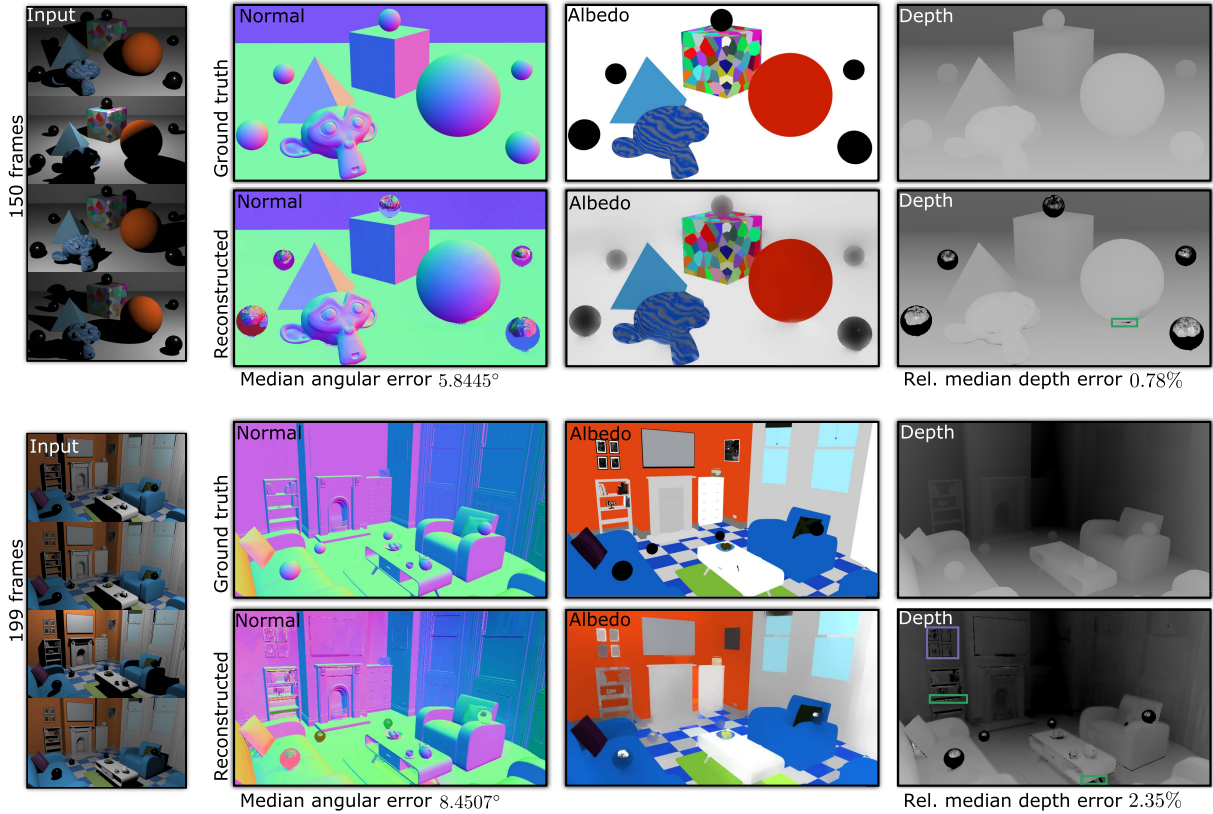 Input
Normal
Albedo
Depth
150 frames
Ground truth
Normal
Albedo
Depth
Reconstructed
Median angular error 5.8445°
Rel. median depth error 0.78%
Input
Normal
Albedo
Depth
199 frames
Ground truth
Normal
Albedo
Depth
Reconstructed
Median angular error 8.4507°
Rel. median depth error 2.35%